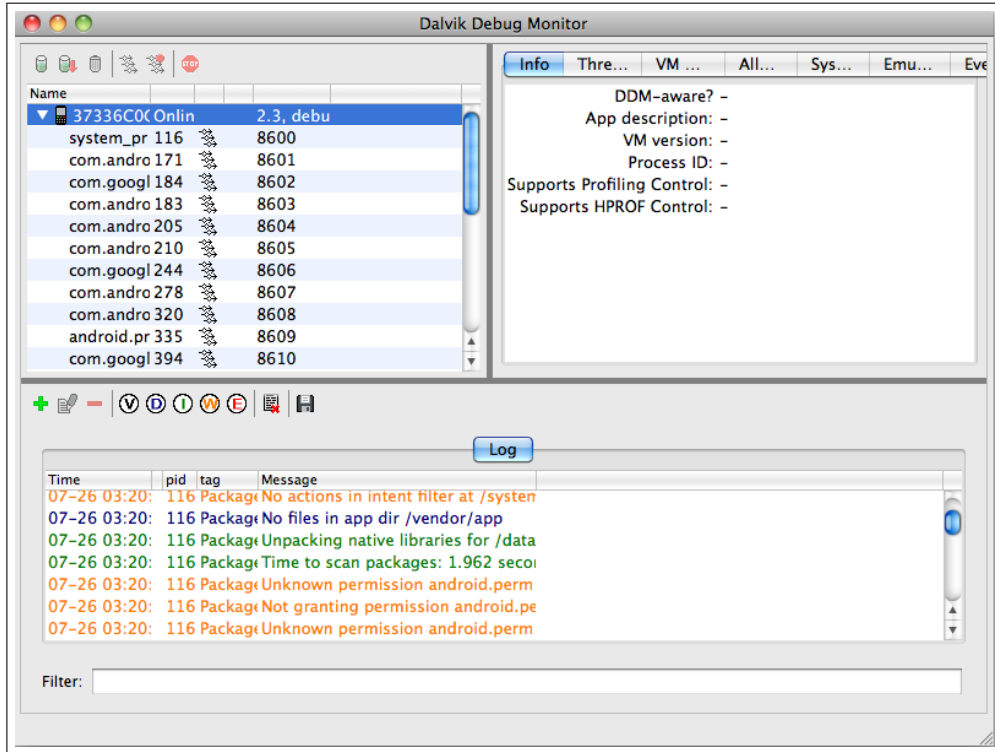 Dalvik Debug Monitor
STOP
Name
37336C0( Onlin 2.3, debu
system_pr 116 8600
com.andro 171 8601
com.googl 184 8602
com.andro 183 8603
com.andro 205 8604
com.andro 210 8605
com.googl 244 8606
com.andro 278 8607
com.andro 320 8608
android.pr 335 8609
com.googl 394 8610
Info Thre... VM ... All... Sys... Emu... Eve
DDM-aware? –
App description: –
VM version: –
Process ID: –
Supports Profiling Control: –
Supports HPROF Control: –
V D I W E
Log
Time pid tag Message
07-26 03:20: 116 Package No actions in intent filter at /system
07-26 03:20: 116 Package No files in app dir /vendor/app
07-26 03:20: 116 Package Unpacking native libraries for /data
07-26 03:20: 116 Package Time to scan packages: 1.962 secon
07-26 03:20: 116 Package Unknown permission android.perm
07-26 03:20: 116 Package Not granting permission android.pe
07-26 03:20: 116 Package Unknown permission android.perm
Filter: